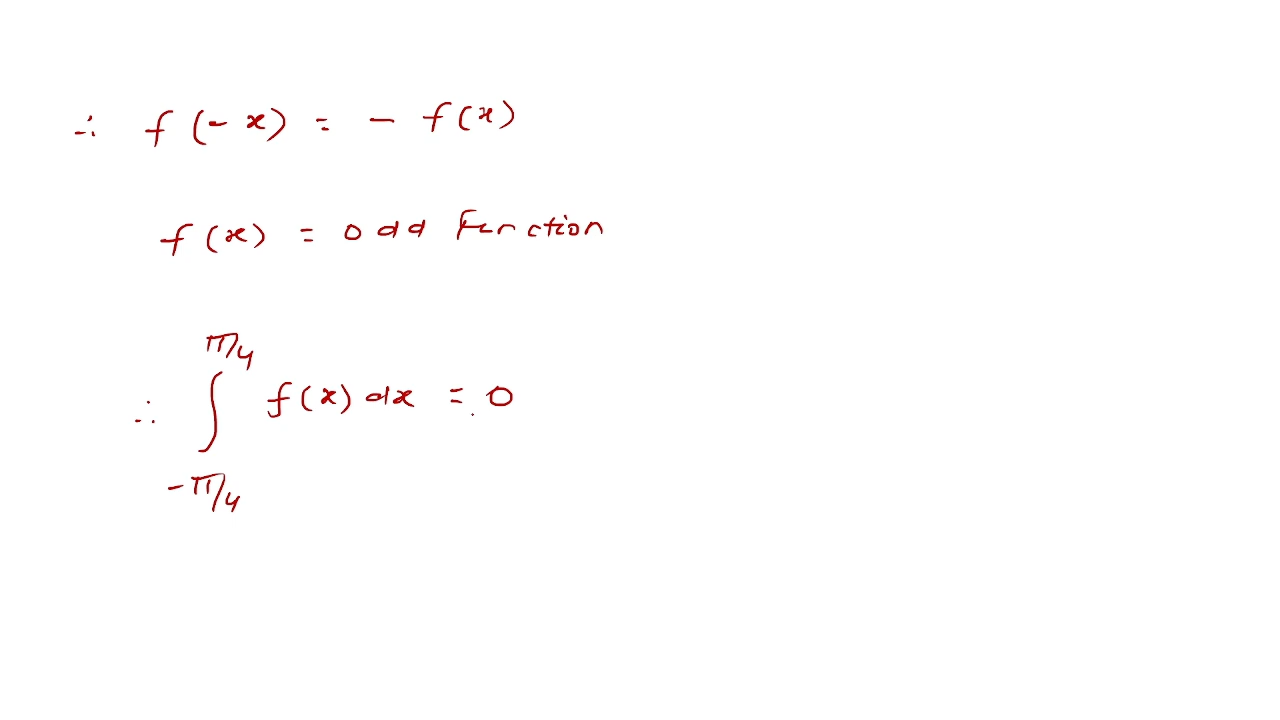 ∴ f(-x) = - f(x)
f(x) = odd Function
π/4
∴ ∫ f(x) dx = 0
-π/4